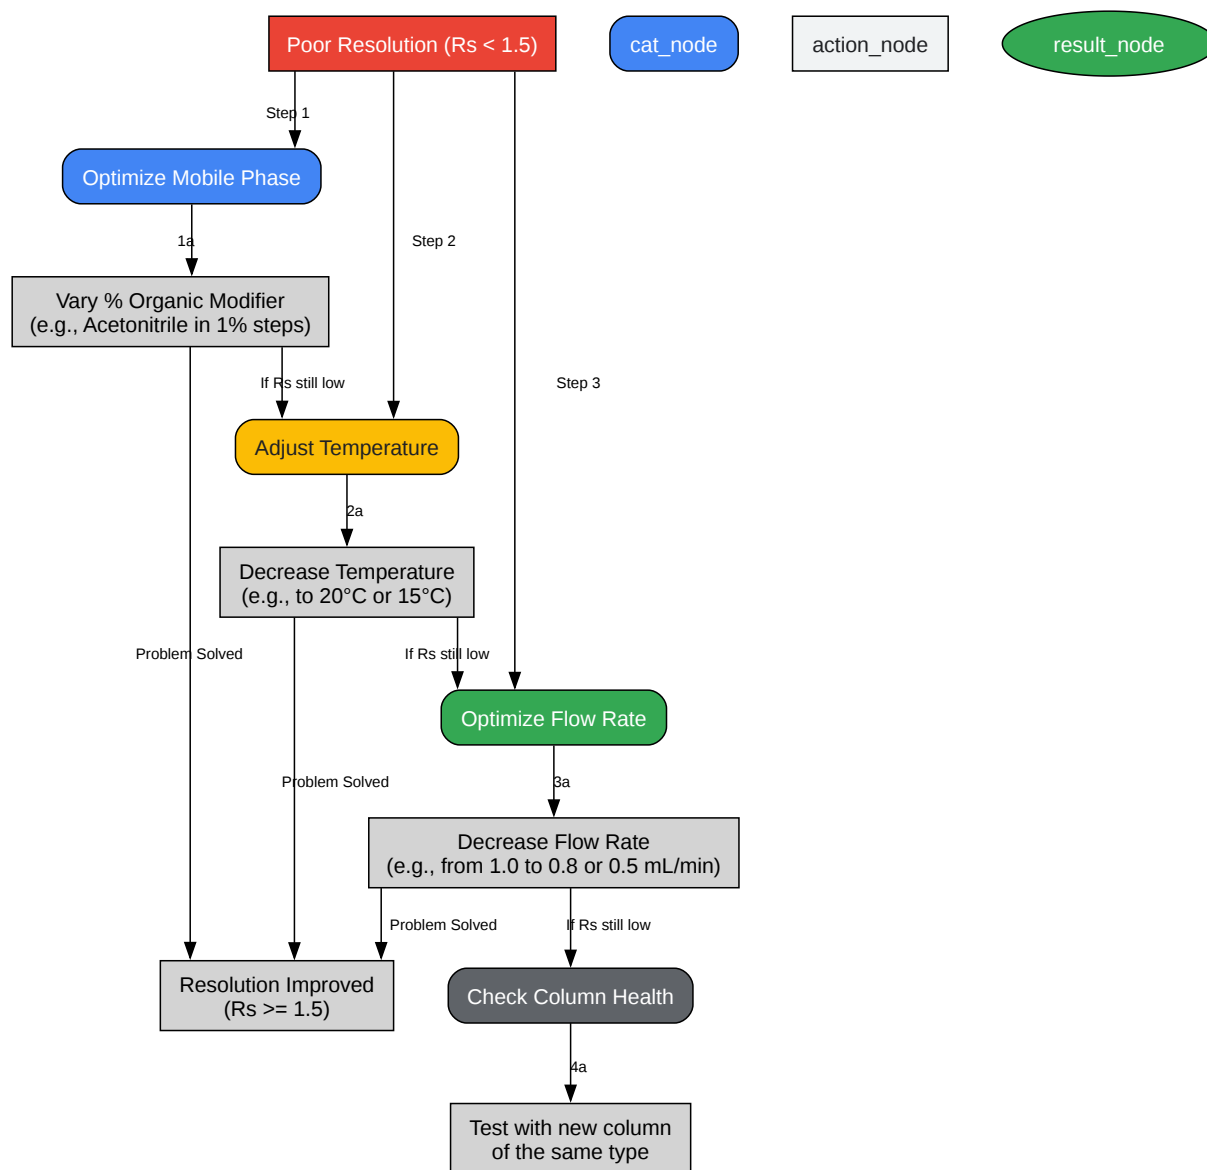 Poor Resolution (Rs < 1.5)
cat_node
action_node
result_node
Step 1
Optimize Mobile Phase
1a
Step 2
Vary % Organic Modifier
(e.g., Acetonitrile in 1% steps)
If Rs still low
Step 3
Adjust Temperature
2a
Decrease Temperature
(e.g., to 20°C or 15°C)
Problem Solved
If Rs still low
Optimize Flow Rate
Problem Solved
3a
Decrease Flow Rate
(e.g., from 1.0 to 0.8 or 0.5 mL/min)
Problem Solved
If Rs still low
Resolution Improved
(Rs >= 1.5)
Check Column Health
4a
Test with new column
of the same type